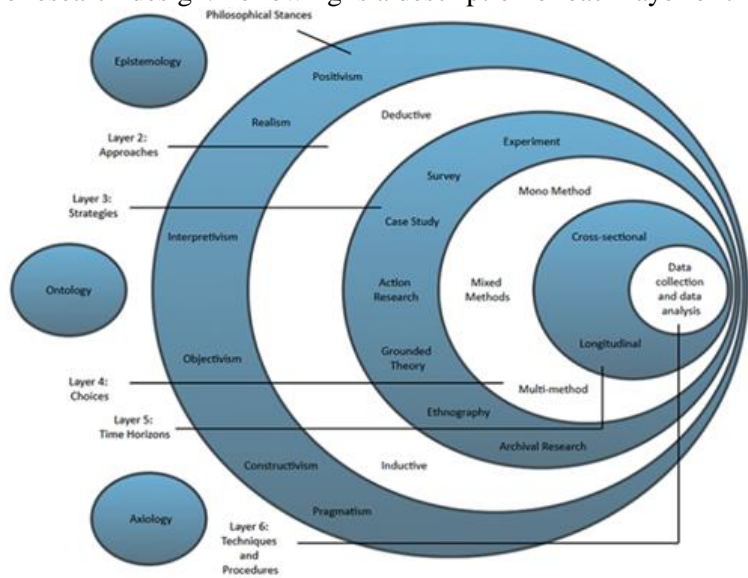 Philosophical Stances
Epistemology
Positivism
Deductive
Realism
Layer 2:
Approaches
Experiment
Survey
Mono Method
Layer 3:
Strategies
Case Study
Interpretivism
Cross-sectional
Data
collection
and data
analysis
Ontology
Action
Research
Mixed
Methods
Longitudinal
Objectivism
Grounded
Theory
Layer 4:
Choices
Multi-method
Layer 5:
Time Horizons
Ethnography
Archival Research
Constructivism
Inductive
Axiology
Pragmatism
Layer 6:
Techniques
and
Procedures